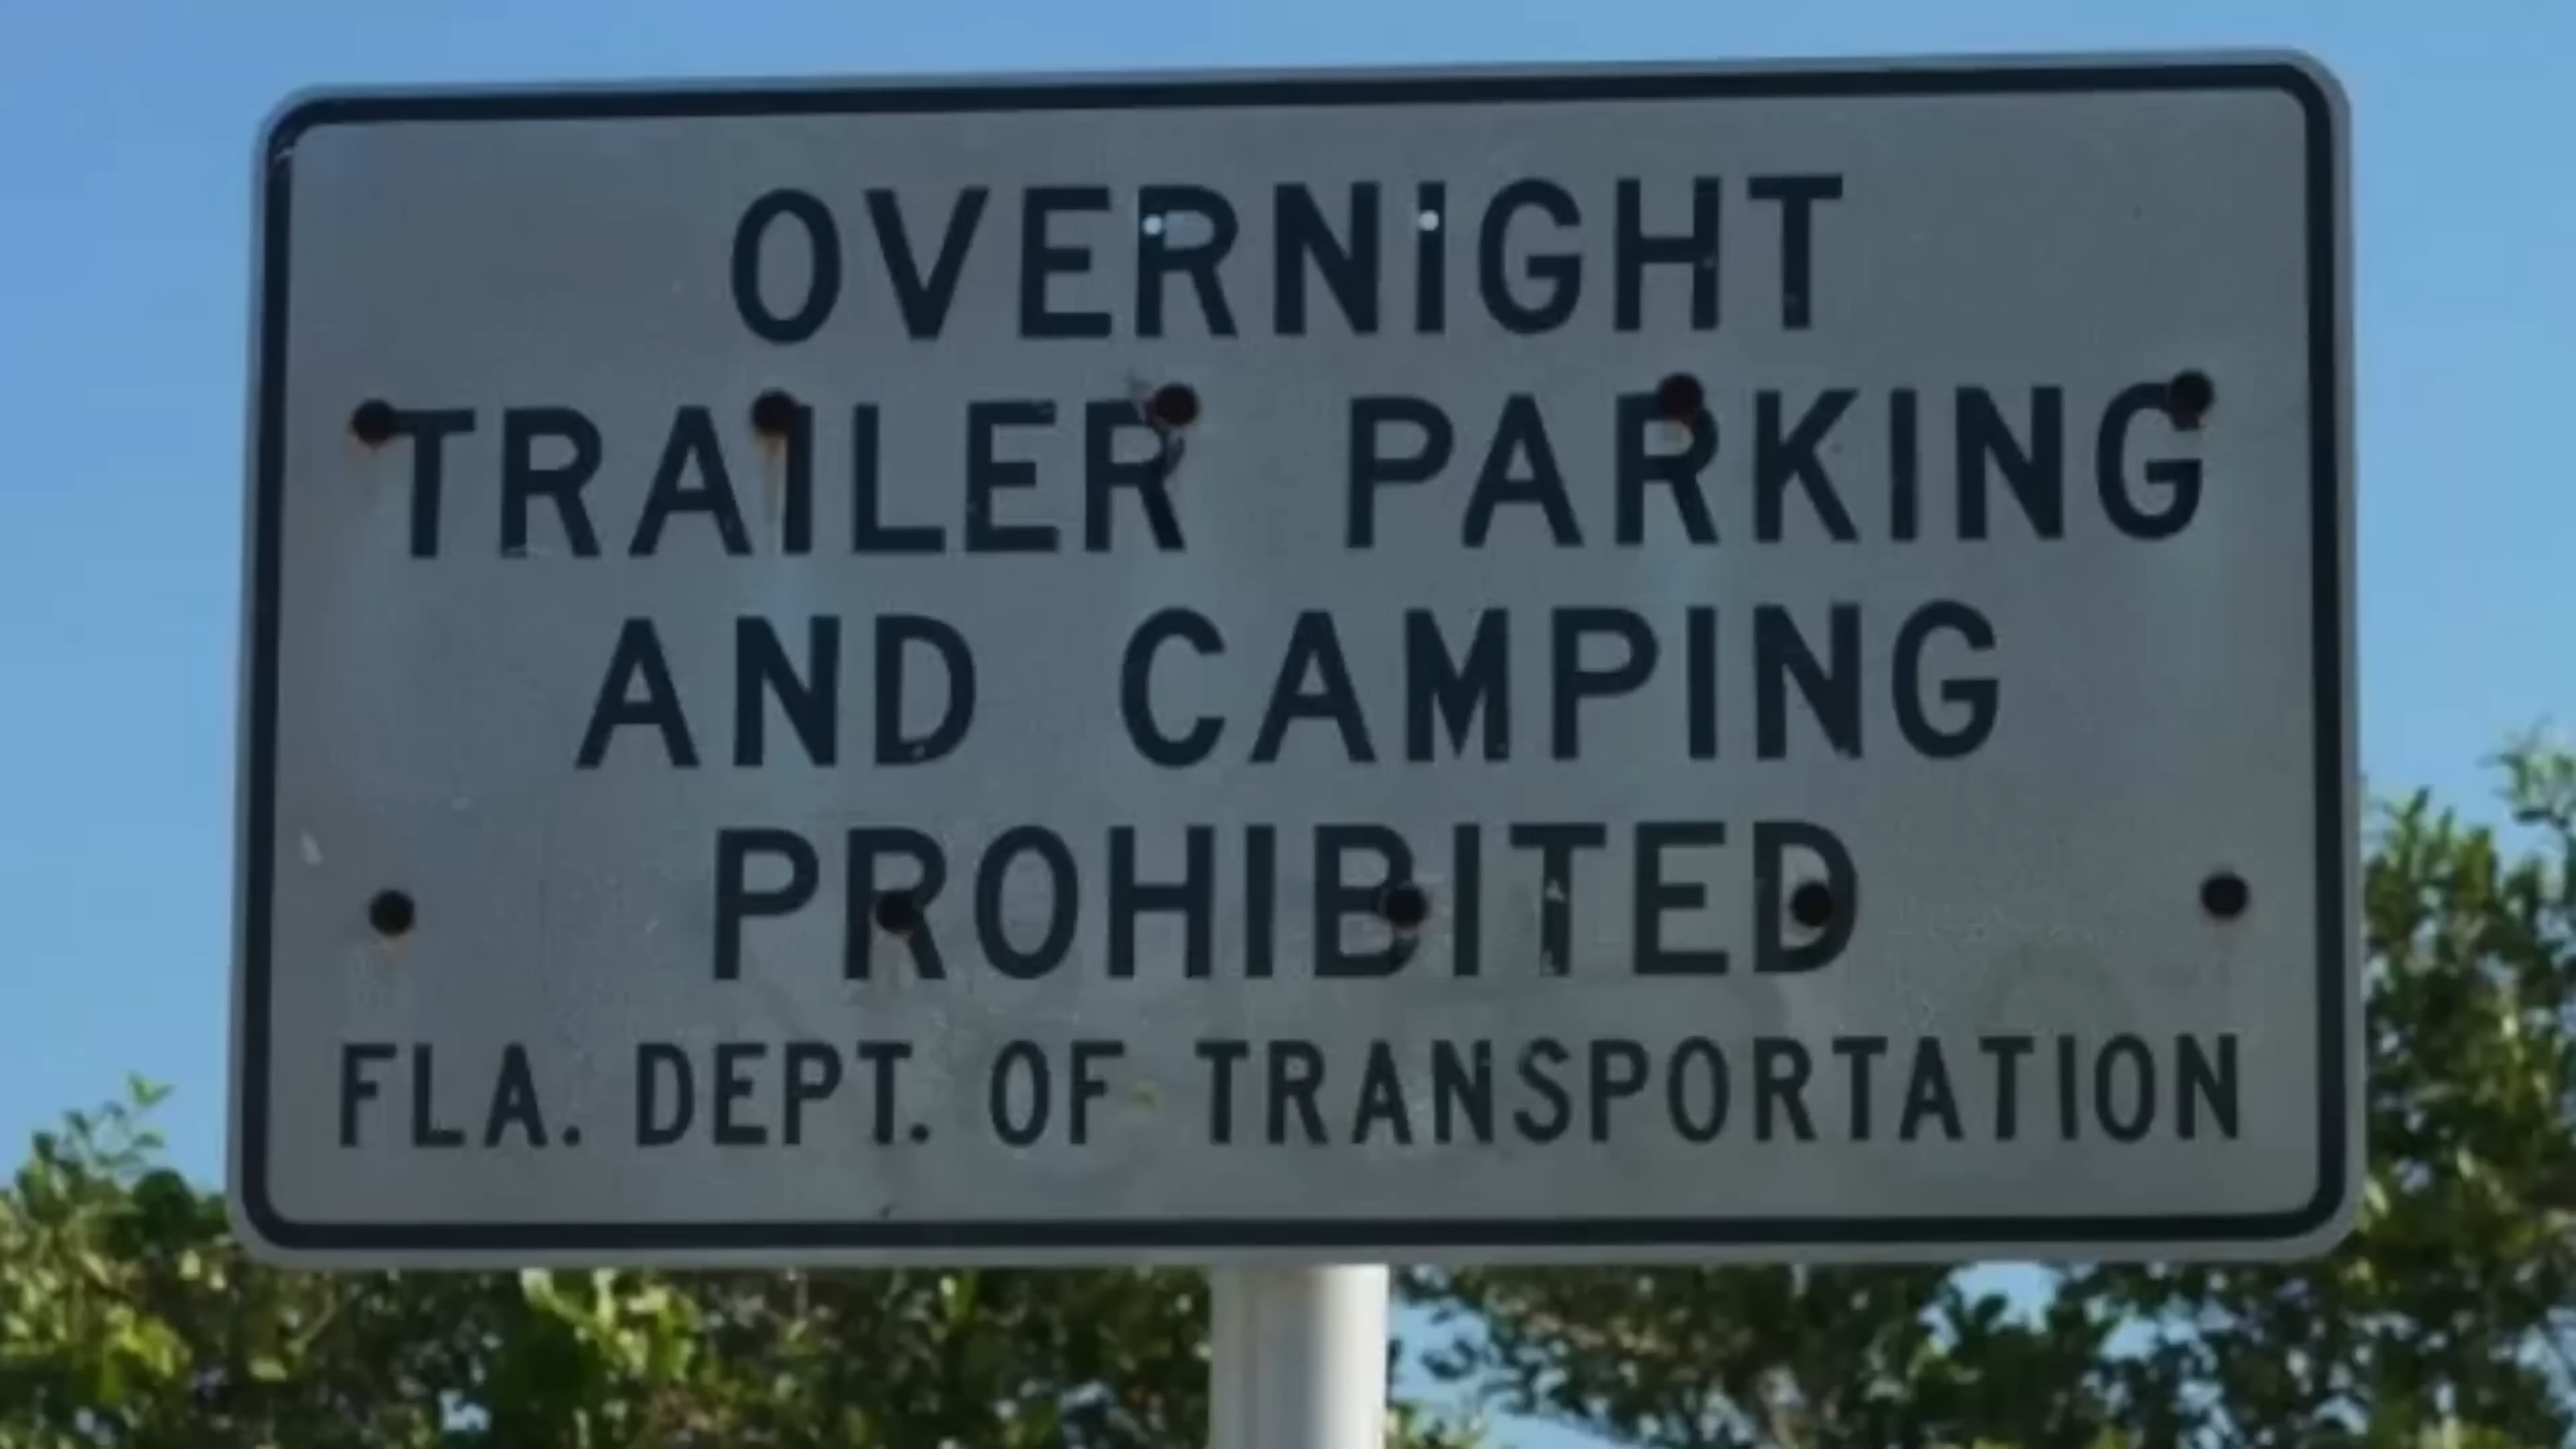 OVERNIGHT
TRAILER PARKING
AND CAMPING
PROHIBITED
FLA. DEPT. OF TRANSPORTATION